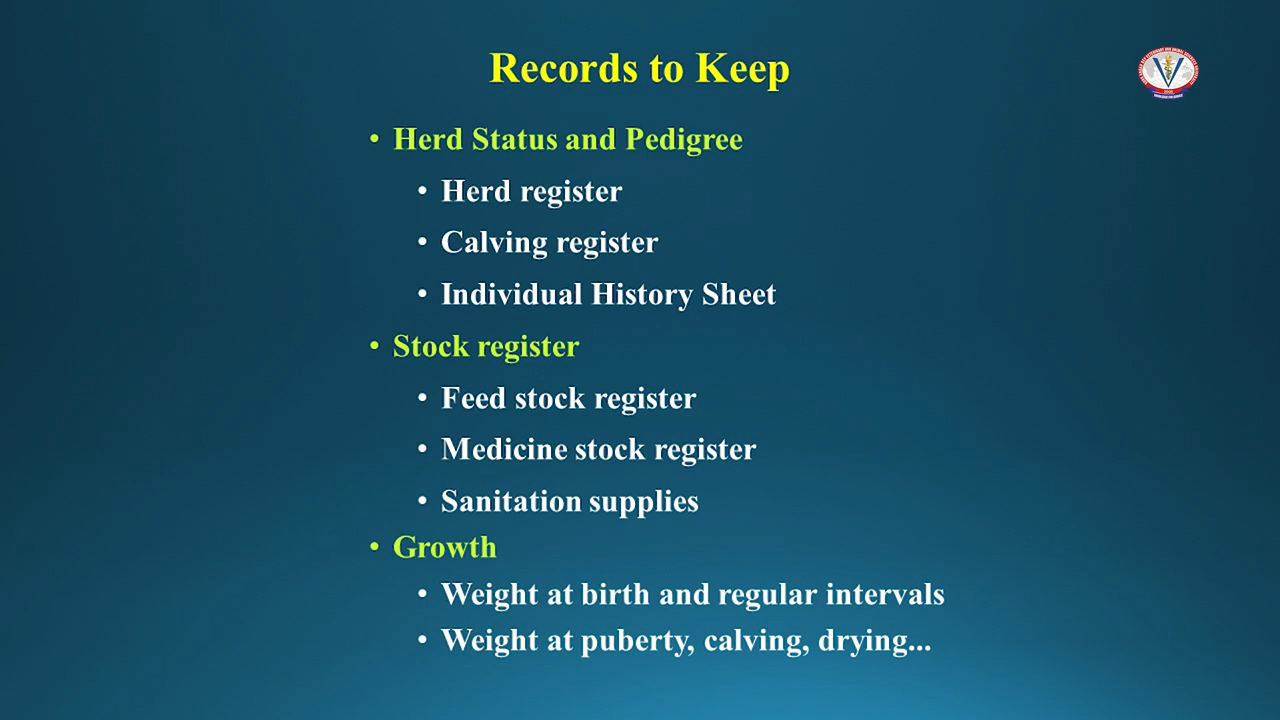 Records to Keep
• Herd Status and Pedigree
• Herd register
• Calving register
• Individual History Sheet
• Stock register
• Feed stock register
• Medicine stock register
• Sanitation supplies
• Growth
• Weight at birth and regular intervals
• Weight at puberty, calving, drying...